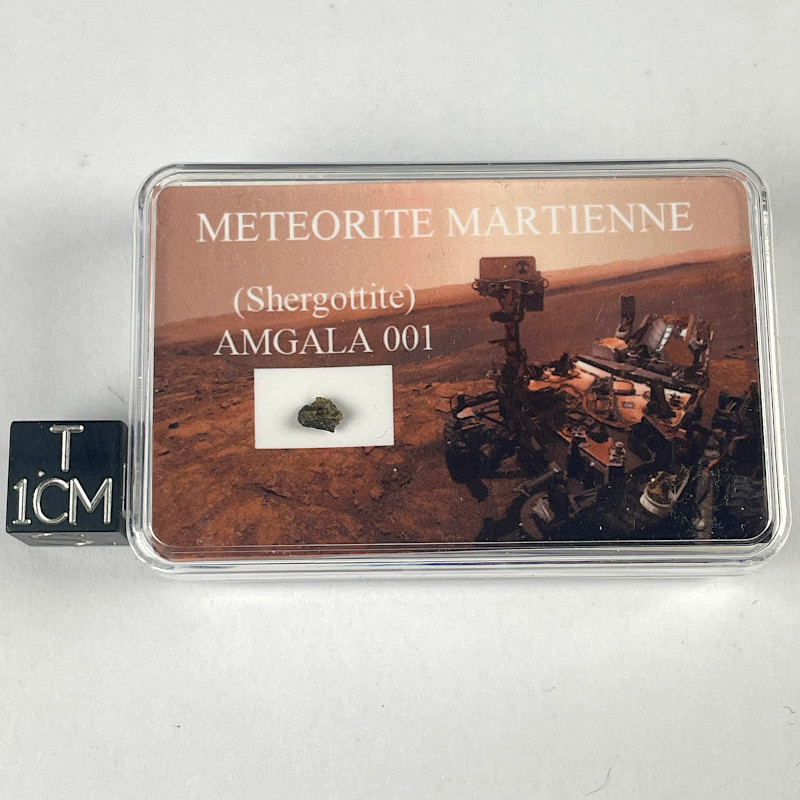 METEORITE MARTIENNE
(Shergottite)
AMGALA 001
T
1CM